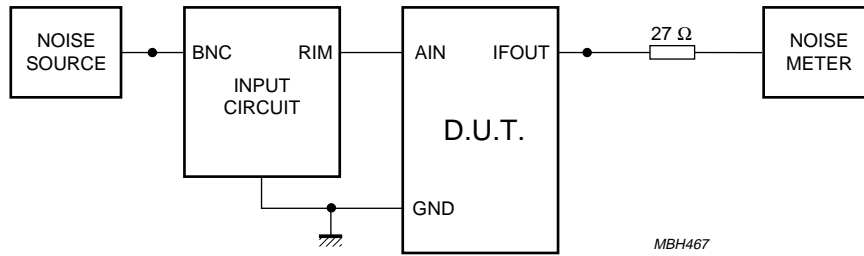 NOISE
SOURCE
BNC
RIM
INPUT
CIRCUIT
AIN
IFOUT
D.U.T.
GND
27 Ω
NOISE
METER
MBH467